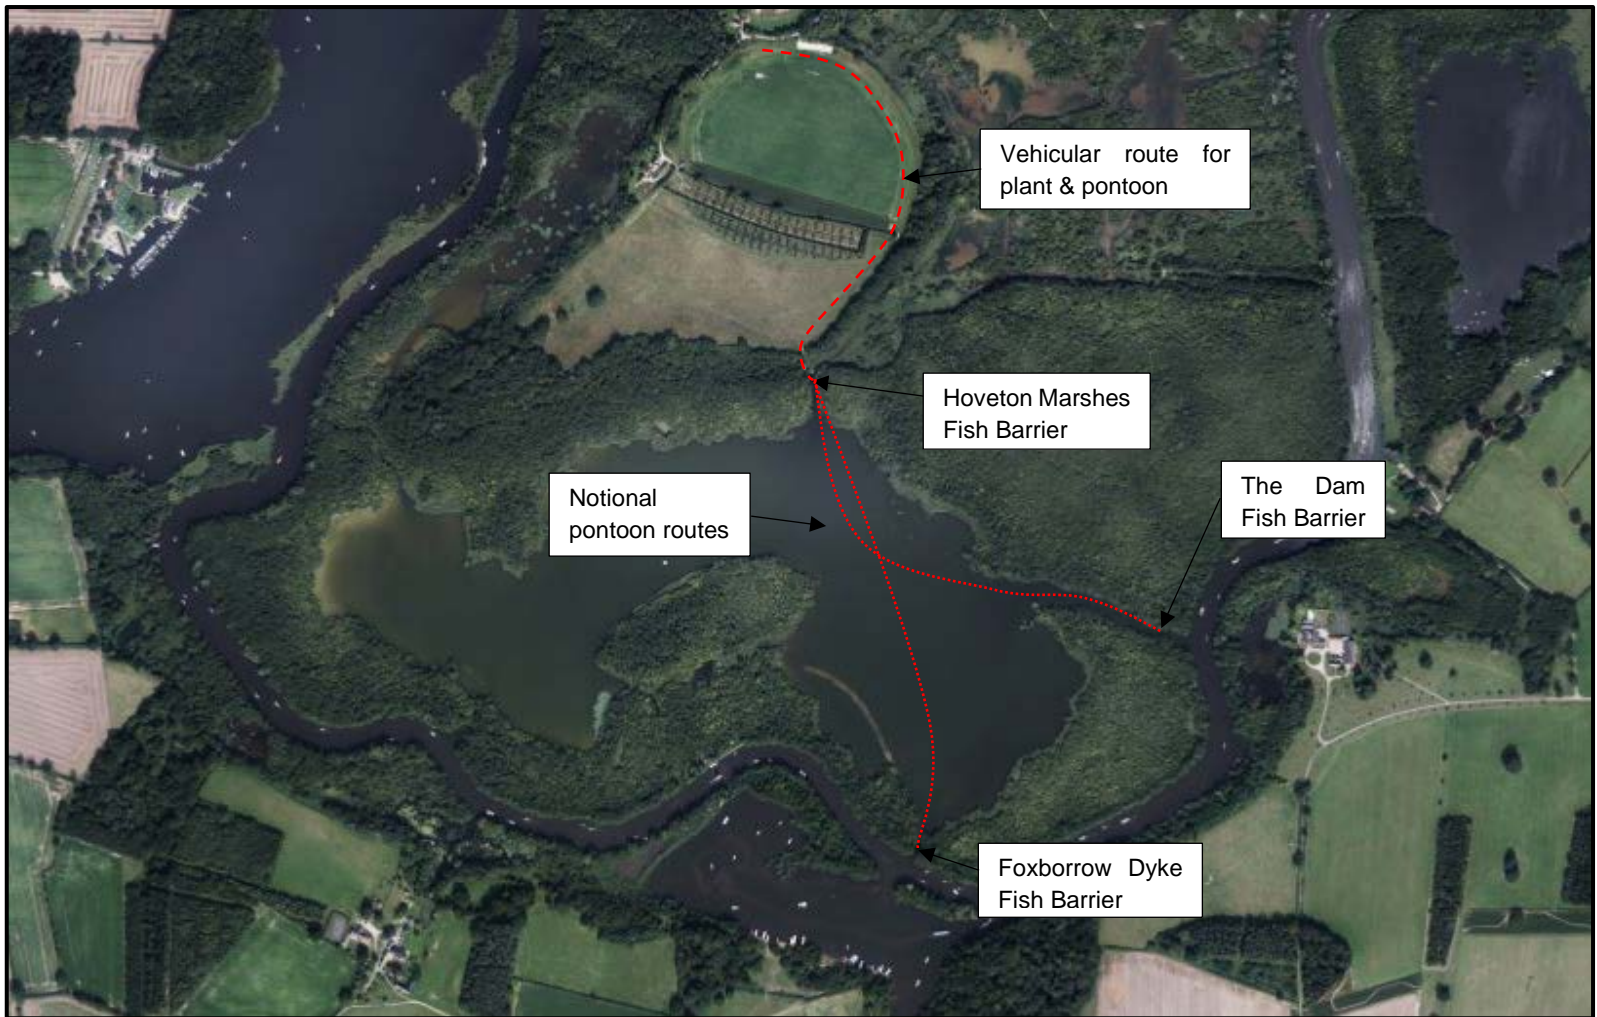 Vehicular route for
plant & pontoon
Hoveton Marshes
Fish Barrier
The Dam
Fish Barrier
Notional
pontoon routes
Foxborrow Dyke
Fish Barrier